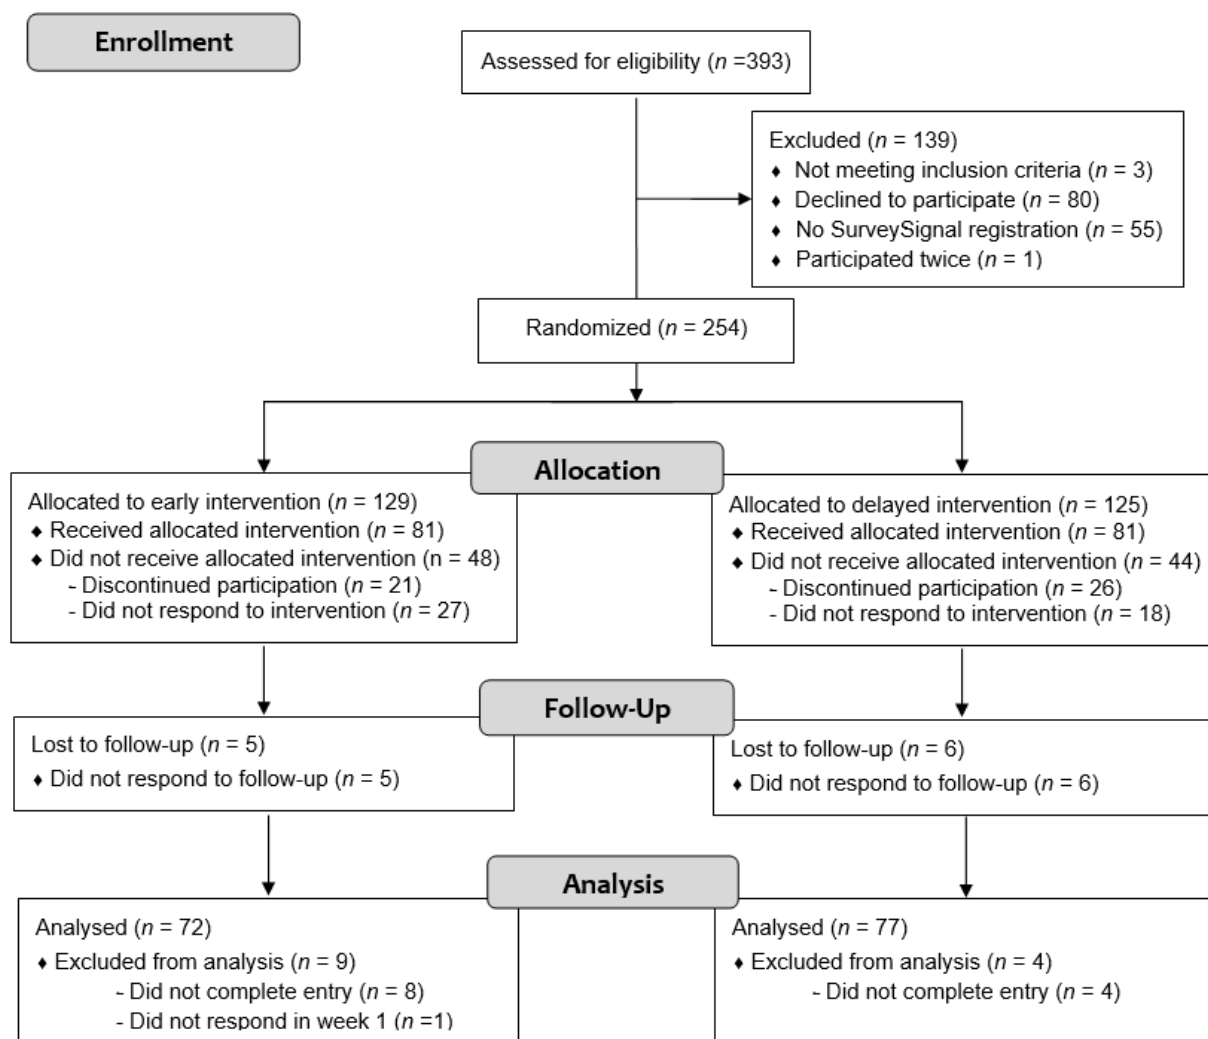 Enrollment
Assessed for eligibility (n =393)
Excluded (n = 139)
♦ Not meeting inclusion criteria (n = 3)
♦ Declined to participate (n = 80)
♦ No SurveySignal registration (n = 55)
♦ Participated twice (n = 1)
Randomized (n = 254)
Allocation
Allocated to early intervention (n = 129)
♦ Received allocated intervention (n = 81)
♦ Did not receive allocated intervention (n = 48)
- Discontinued participation (n = 21)
- Did not respond to intervention (n = 27)
Allocated to delayed intervention (n = 125)
♦ Received allocated intervention (n = 81)
♦ Did not receive allocated intervention (n = 44)
- Discontinued participation (n = 26)
- Did not respond to intervention (n = 18)
Follow-Up
Lost to follow-up (n = 5)
♦ Did not respond to follow-up (n = 5)
Lost to follow-up (n = 6)
♦ Did not respond to follow-up (n = 6)
Analysis
Analysed (n = 72)
♦ Excluded from analysis (n = 9)
- Did not complete entry (n = 8)
- Did not respond in week 1 (n =1)
Analysed (n = 77)
♦ Excluded from analysis (n = 4)
- Did not complete entry (n = 4)